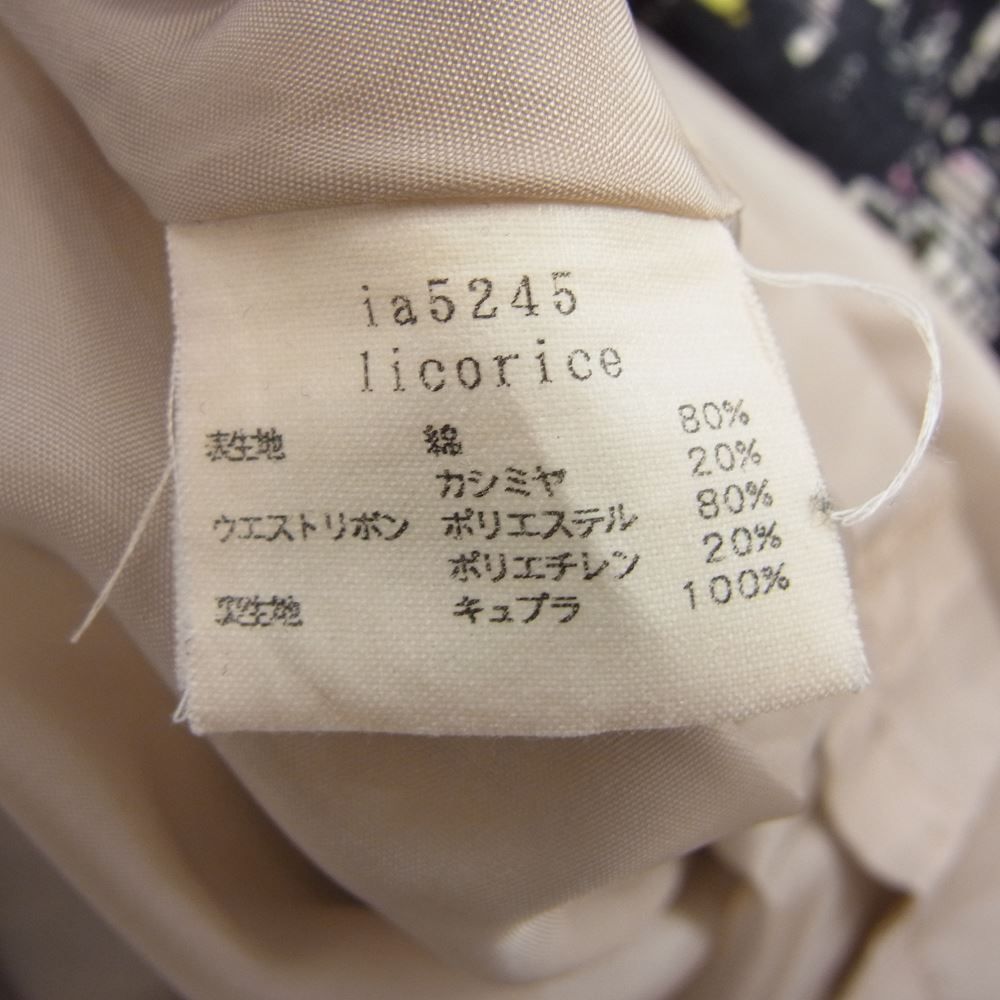 ia5245
licorice
表生地 綿 80%
カシミヤ 20%
ウエストリボン ポリエステル 80%
ポリエチレン 20%
裏生地 キュプラ 100%